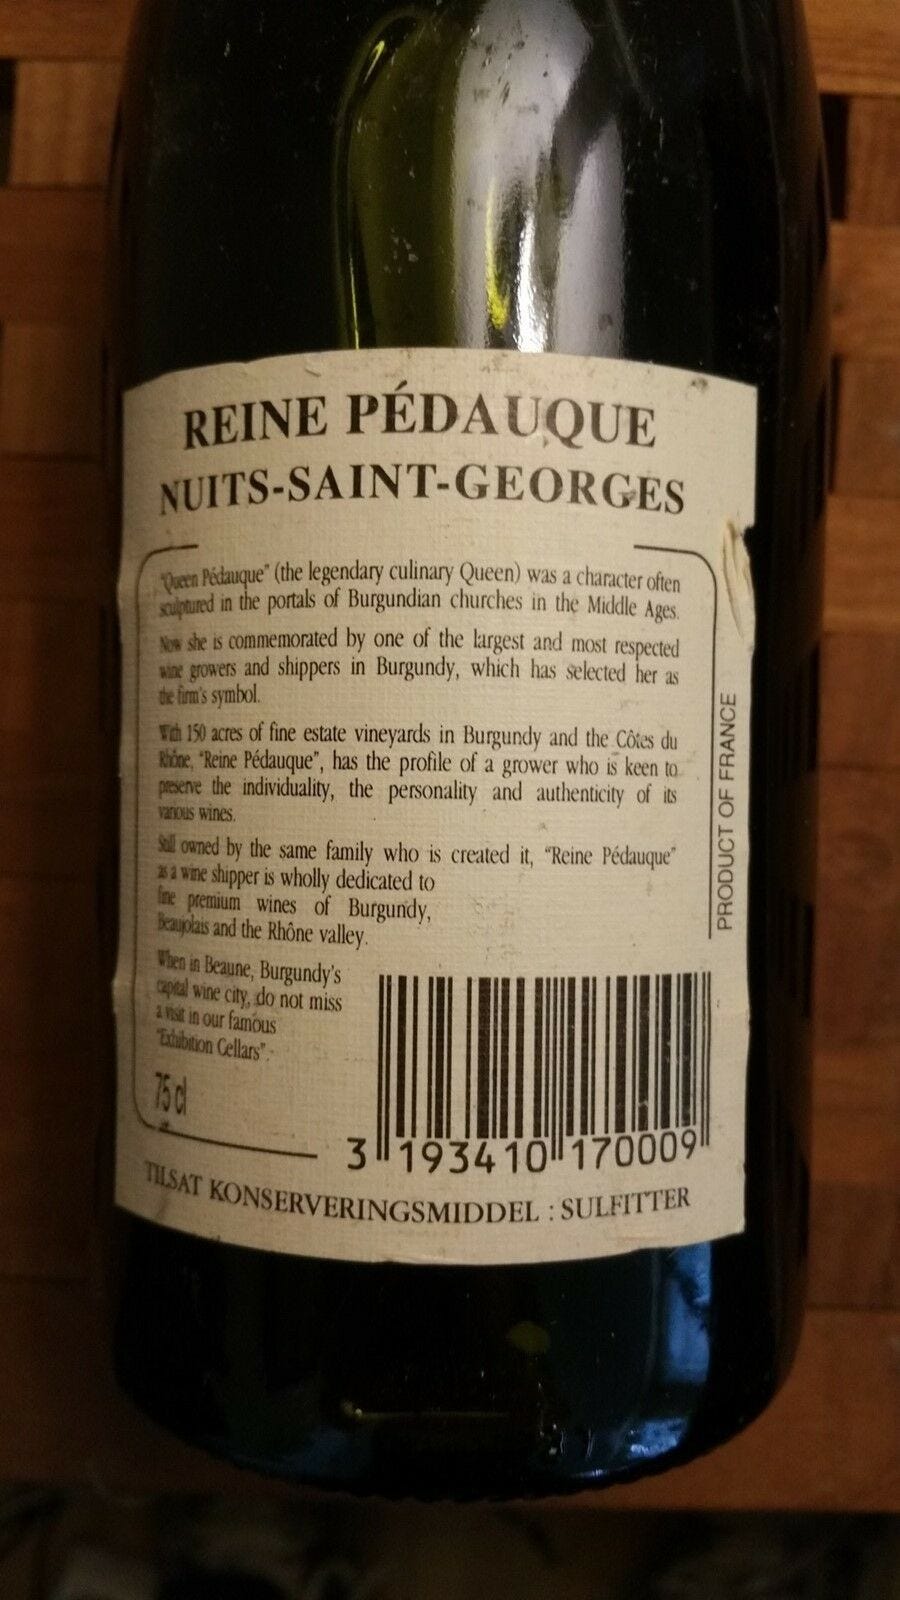 REINE PÉDAUQUE
NUITS-SAINT-GEORGES
"Queen Pédauque" (the legendary culinary Queen) was a character often
sculptured in the portals of Burgundian churches in the Middle Ages.
Now she is commemorated by one of the largest and most respected
wine growers and shippers in Burgundy, which has selected her as
the firm's symbol.
With 150 acres of fine estate vineyards in Burgundy and the Côtes du
Rhône, "Reine Pédauque", has the profile of a grower who is keen to
preserve the individuality, the personality and authenticity of its
various wines.
Still owned by the same family who is created it, "Reine Pédauque"
as a wine shipper is wholly dedicated to
fine premium wines of Burgundy,
Beaujolais and the Rhône valley.
When in Beaune, Burgundy's
capital wine city, do not miss
a visit in our famous
"Exhibition Cellars".
75 cl
3 193410 170009
TILSAT KONSERVERINGSMIDDEL : SULFITTER
PRODUCT OF FRANCE